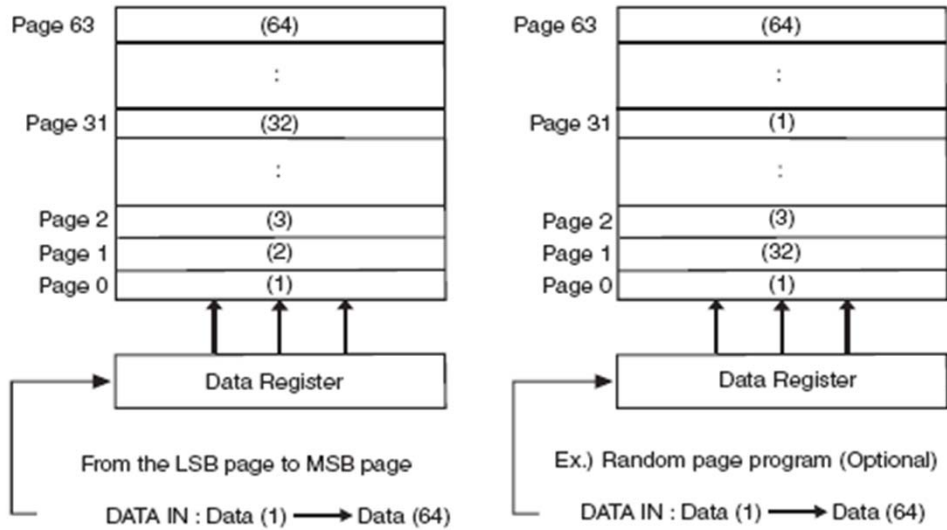 Page 63 (64)
:
Page 31 (32)
:
Page 2 (3)
Page 1 (2)
Page 0 (1)
Data Register
From the LSB page to MSB page
DATA IN : Data (1) Data (64)
Page 63 (64)
:
Page 31 (1)
:
Page 2 (3)
Page 1 (32)
Page 0 (1)
Data Register
Ex.) Random page program (Optional)
DATA IN : Data (1) Data (64)